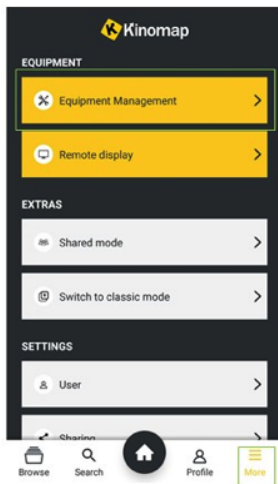 Kinomap
EQUIPMENT
Equipment Management
Remote display
EXTRAS
Shared mode
Switch to classic mode
SETTINGS
User
Sharing
Browse
Search
Profile
More